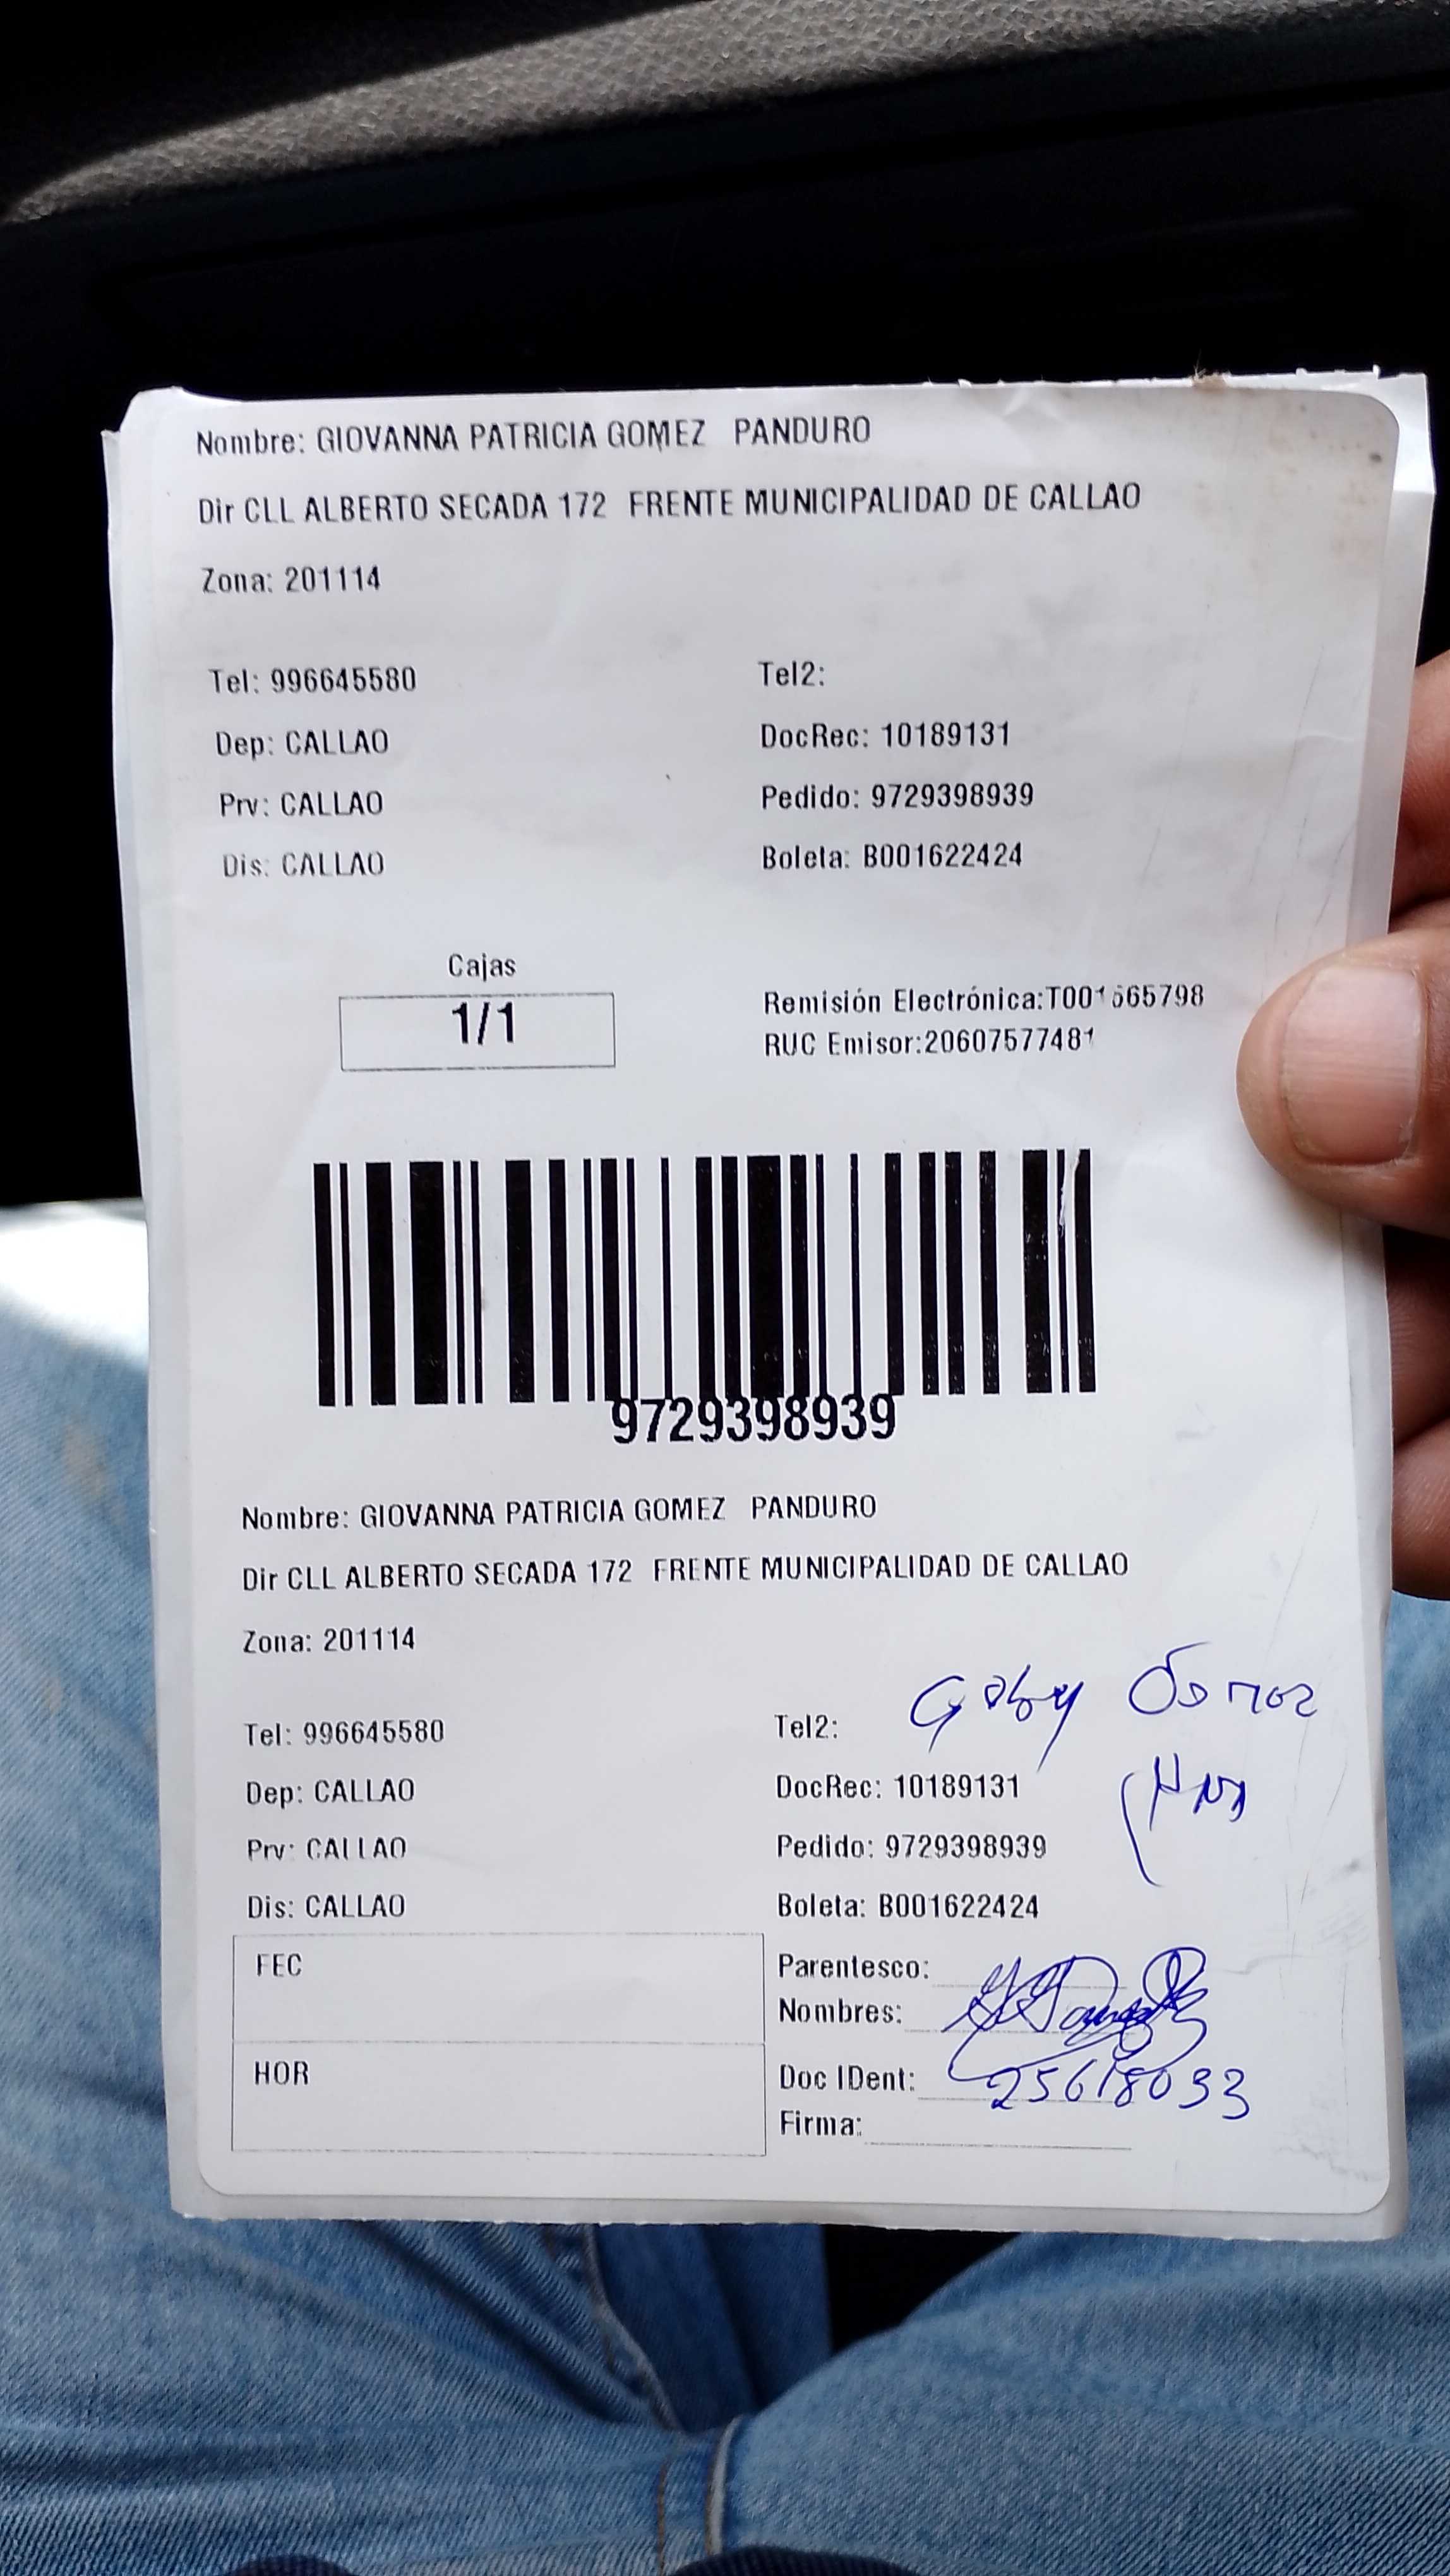 Nombre: GIOVANNA PATRICIA GOMEZ PANDURO
Dir CLL ALBERTO SECADA 172 FRENTE MUNICIPALIDAD DE CALLAO
Zona: 201114
Tel: 996645580 Tel2:
Dep: CALLAO DocRec: 10189131
Prv: CALLAO Pedido: 9729398939
Dis: CALLAO Boleta: B001622424
Cajas
1/1
Remisión Electrónica:T001565798
RUC Emisor:20607577481
9729398939
Nombre: GIOVANNA PATRICIA GOMEZ PANDURO
Dir CLL ALBERTO SECADA 172 FRENTE MUNICIPALIDAD DE CALLAO
Zona: 201114
Gaby
Tel: 996645580 Tel2:
Dep: CALLAO DocRec: 10189131
Prv: CALLAO Pedido: 9729398939
Dis: CALLAO Boleta: B001622424
FEC
Parentesco:
Nombres:
HOR
Doc IDent: 25618033
Firma: